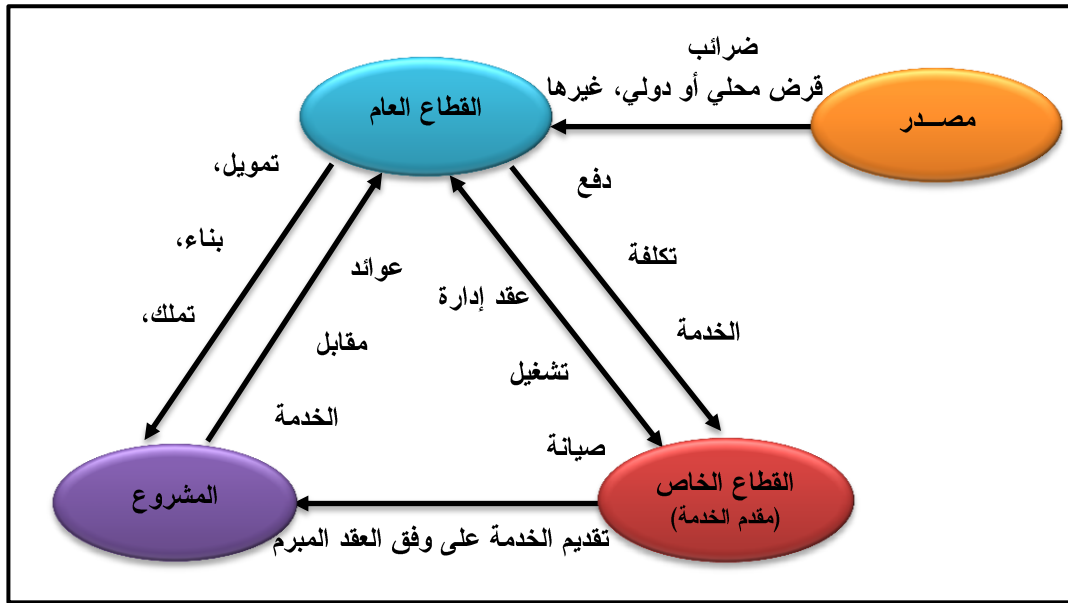 ضرائب
قرض محلي أو دولي، غيرها
مصـــدر
القطاع العام
دفع
تكلفة
الخدمة
تمويل،
بناء،
تملك،
عوائد
مقابل
الخدمة
عقد إدارة
تشغيل
صيانة
القطاع الخاص
(مقدم الخدمة)
المشروع
تقديم الخدمة على وفق العقد المبرم